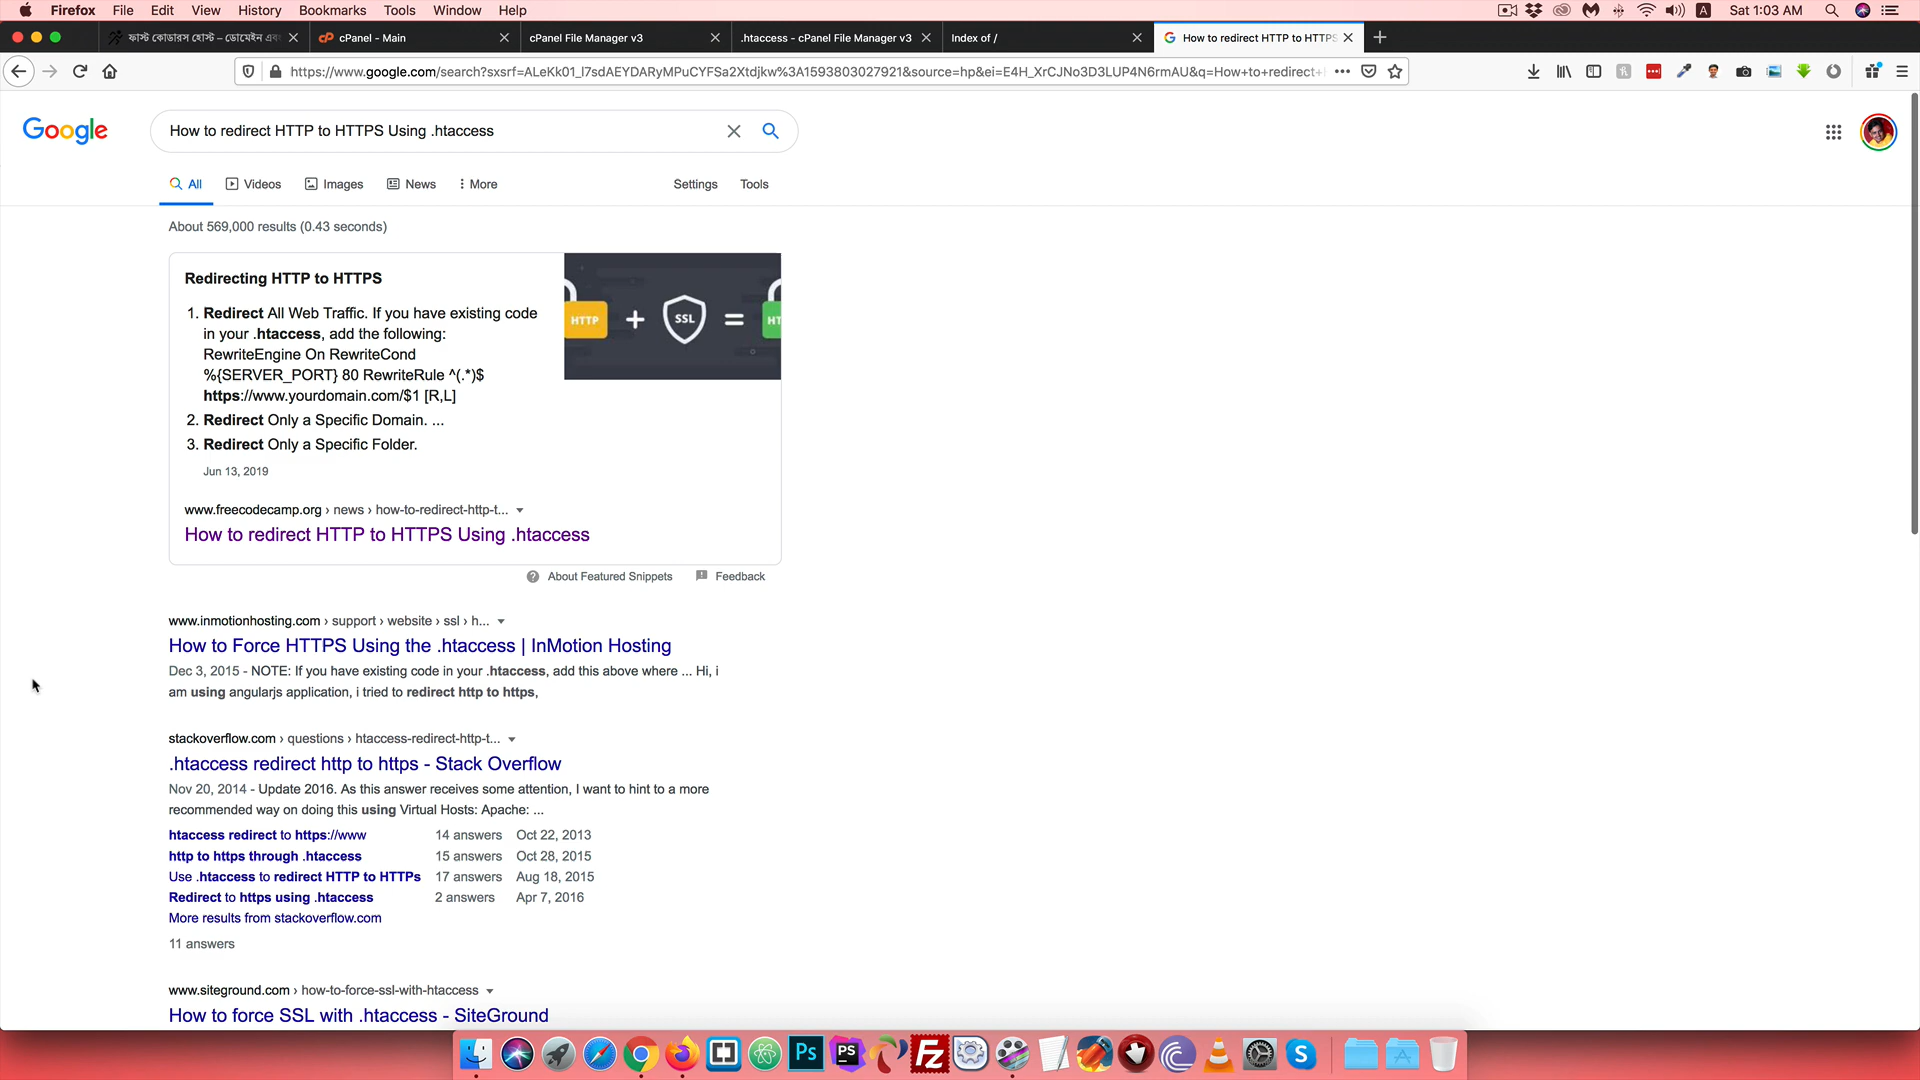 Firefox File Edit View History Bookmarks Tools Window Help
A Sat 1:03 AM
ফাস্ট কোডারস হোস্ট – ডোমেইন এবং
cPanel - Main
cPanel File Manager v3
.htaccess - cPanel File Manager v3
Index of /
How to redirect HTTP to HTTPS
https://www.google.com/search?sxsrf=ALeKk01_l7sdAEYDARyMPuCYFSa2Xtdjkw%3A1593803027921&source=hp&ei=E4H_XrCJNo3D3LUP4N6rmAU&q=How+to+redirect+
Google
How to redirect HTTP to HTTPS Using .htaccess
All Videos Images News More Settings Tools
About 569,000 results (0.43 seconds)
Redirecting HTTP to HTTPS
1. Redirect All Web Traffic. If you have existing code
in your .htaccess, add the following:
RewriteEngine On RewriteCond
%{SERVER_PORT} 80 RewriteRule ^(.*)$
https://www.yourdomain.com/$1 [R,L]
2. Redirect Only a Specific Domain. ...
3. Redirect Only a Specific Folder.
Jun 13, 2019
HTTP + SSL = HT
www.freecodecamp.org › news › how-to-redirect-http-t...
How to redirect HTTP to HTTPS Using .htaccess
About Featured Snippets Feedback
www.inmotionhosting.com › support › website › ssl › h...
How to Force HTTPS Using the .htaccess | InMotion Hosting
Dec 3, 2015 - NOTE: If you have existing code in your .htaccess, add this above where ... Hi, i
am using angularjs application, i tried to redirect http to https,
stackoverflow.com › questions › htaccess-redirect-http-t...
.htaccess redirect http to https - Stack Overflow
Nov 20, 2014 - Update 2016. As this answer receives some attention, I want to hint to a more
recommended way on doing this using Virtual Hosts: Apache: ...
htaccess redirect to https://www 14 answers Oct 22, 2013
http to https through .htaccess 15 answers Oct 28, 2015
Use .htaccess to redirect HTTP to HTTPs 17 answers Aug 18, 2015
Redirect to https using .htaccess 2 answers Apr 7, 2016
More results from stackoverflow.com
11 answers
www.siteground.com › how-to-force-ssl-with-htaccess
How to force SSL with .htaccess - SiteGround
Ps PS Fz S